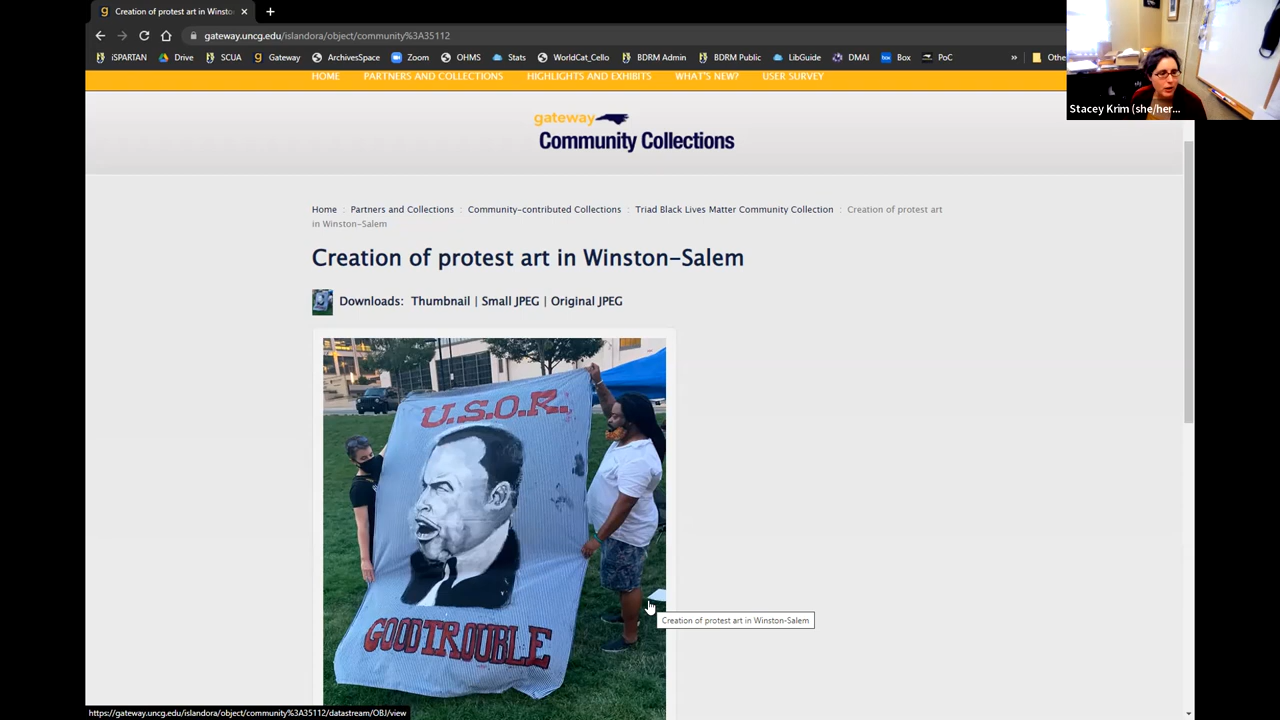 Creation of protest art in Winsto
gateway.uncg.edu/islandora/object/community%3A35112
iSPARTAN Drive SCUA Gateway ArchivesSpace Zoom OHMS Stats WorldCat_Cello BDRM Admin BDRM Public LibGuide DMAI Box PoC » Othe
Stacey Krim (she/her...
HOME PARTNERS AND COLLECTIONS HIGHLIGHTS AND EXHIBITS WHAT'S NEW? USER SURVEY
gateway
Community Collections
Home : Partners and Collections : Community-contributed Collections : Triad Black Lives Matter Community Collection : Creation of protest art
in Winston-Salem
Creation of protest art in Winston-Salem
Downloads: Thumbnail | Small JPEG | Original JPEG
U.S.O.R.
GOOD TROUBLE
Creation of protest art in Winston-Salem
https://gateway.uncg.edu/islandora/object/community%3A35112/datastream/OBJ/view